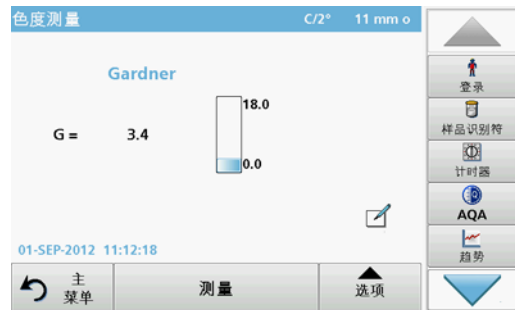 色度测量 C/2° 11 mm o
Gardner
18.0
G = 3.4
0.0
01-SEP-2012 11:12:18
主
菜单
测量
选项
登录
样品识别符
计时器
AQA
趋势